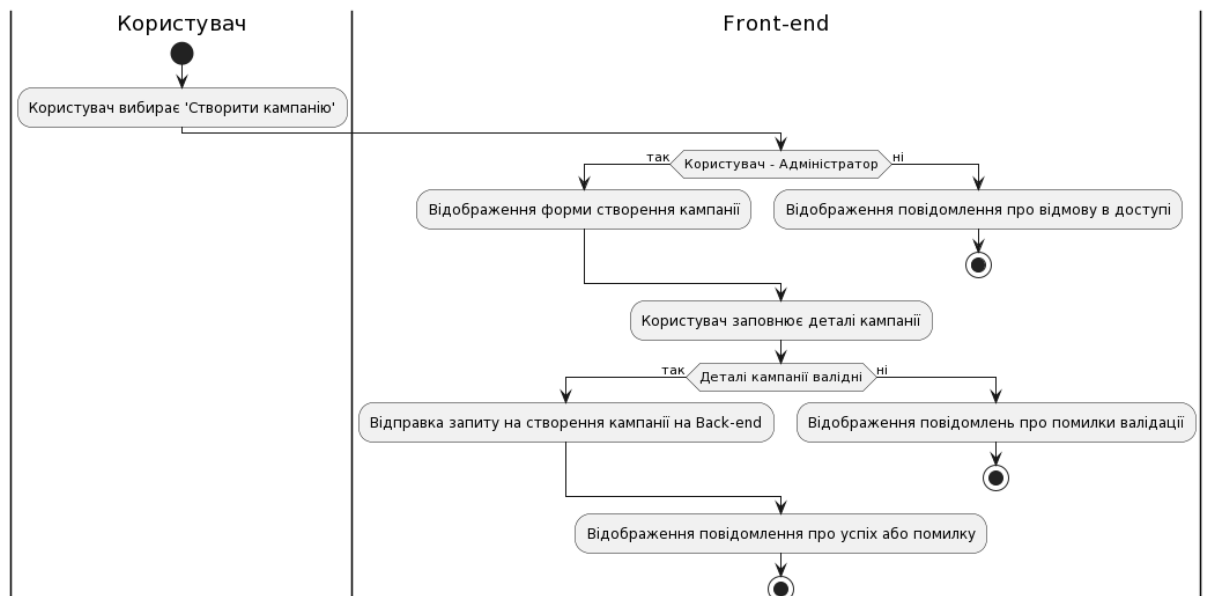 Користувач
Front-end
Користувач вибирає 'Створити кампанію'
так
Користувач - Адміністратор
ні
Відображення форми створення кампанії
Відображення повідомлення про відмову в доступі
Користувач заповнює деталі кампанії
так
Деталі кампанії валідні
ні
Відправка запиту на створення кампанії на Back-end
Відображення повідомлень про помилки валідації
Відображення повідомлення про успіх або помилку